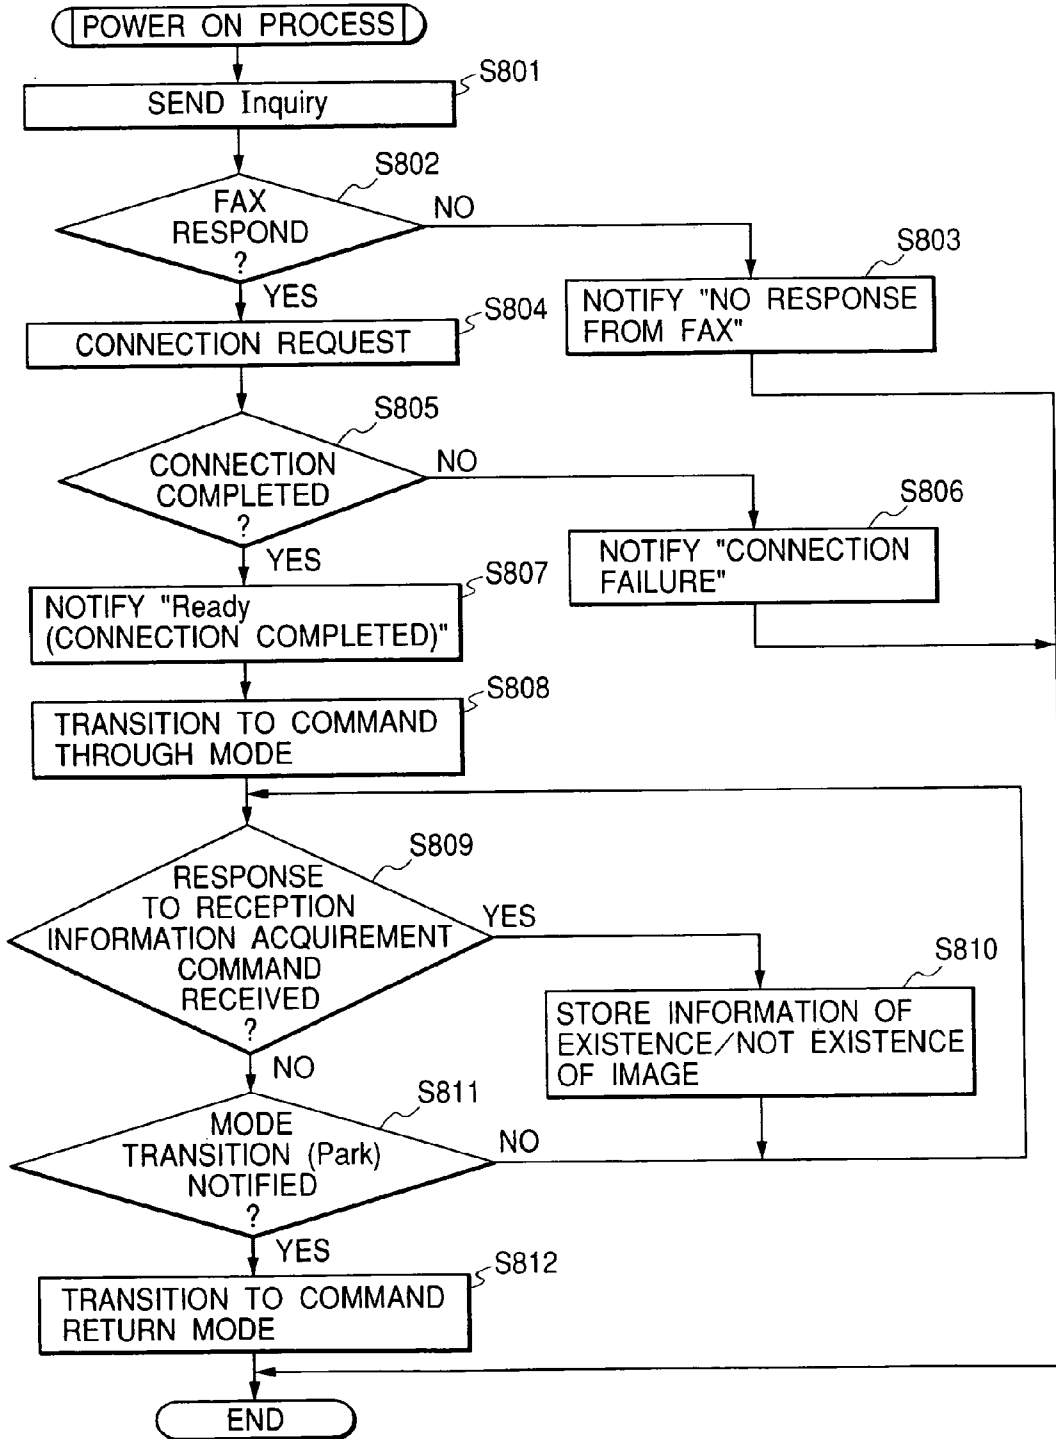 POWER ON PROCESS
S801
SEND Inquiry
S802
FAX
RESPOND
?
NO
YES
S803
NOTIFY "NO RESPONSE
FROM FAX"
S804
CONNECTION REQUEST
S805
CONNECTION
COMPLETED
?
NO
YES
S806
NOTIFY "CONNECTION
FAILURE"
S807
NOTIFY "Ready
(CONNECTION COMPLETED)"
S808
TRANSITION TO COMMAND
THROUGH MODE
S809
RESPONSE
TO RECEPTION
INFORMATION ACQUIREMENT
COMMAND
RECEIVED
?
YES
NO
S810
STORE INFORMATION OF
EXISTENCE/NOT EXISTENCE
OF IMAGE
S811
MODE
TRANSITION (Park)
NOTIFIED
?
NO
YES
S812
TRANSITION TO COMMAND
RETURN MODE
END